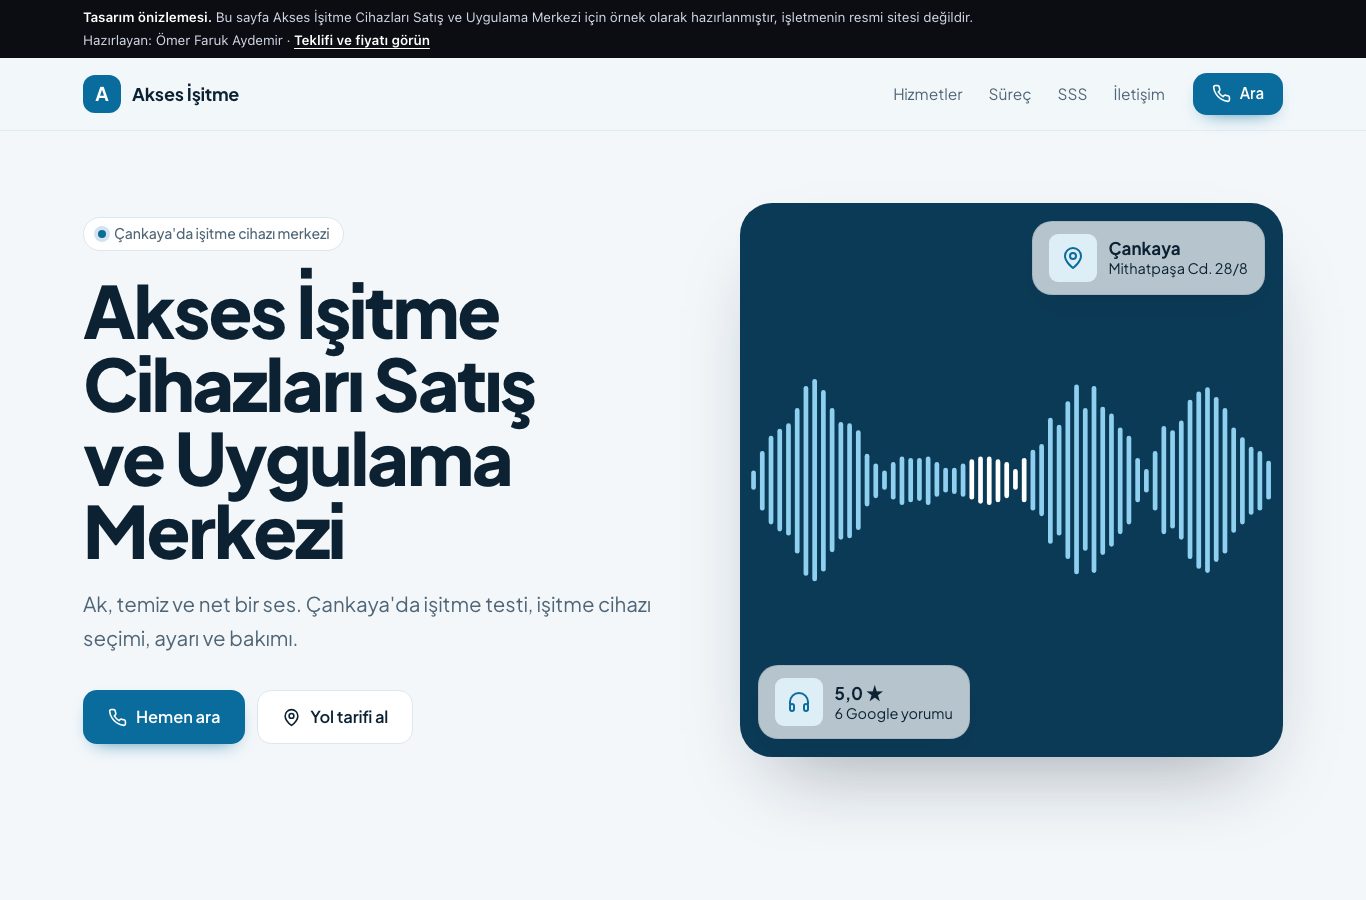 Tasarım önizlemesi. Bu sayfa Akses İşitme Cihazları Satış ve Uygulama Merkezi için örnek olarak hazırlanmıştır, işletmenin resmi sitesi değildir.
Hazırlayan: Ömer Faruk Aydemir · Teklifi ve fiyatı görün
A Akses İşitme
Hizmetler Süreç SSS İletişim Ara
Çankaya'da işitme cihazı merkezi
Akses İşitme
Cihazları Satış
ve Uygulama
Merkezi
Ak, temiz ve net bir ses. Çankaya'da işitme testi, işitme cihazı
seçimi, ayarı ve bakımı.
Hemen ara Yol tarifi al
Çankaya
Mithatpaşa Cd. 28/8
5,0 ★
6 Google yorumu